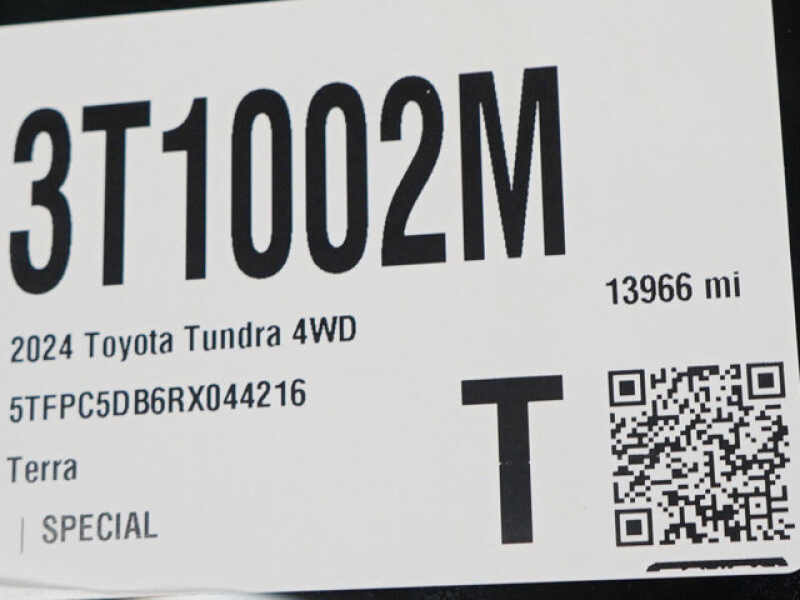 3T1002M
13966 mi
2024 Toyota Tundra 4WD
5TFPC5DB6RX044216
T
Terra
| SPECIAL